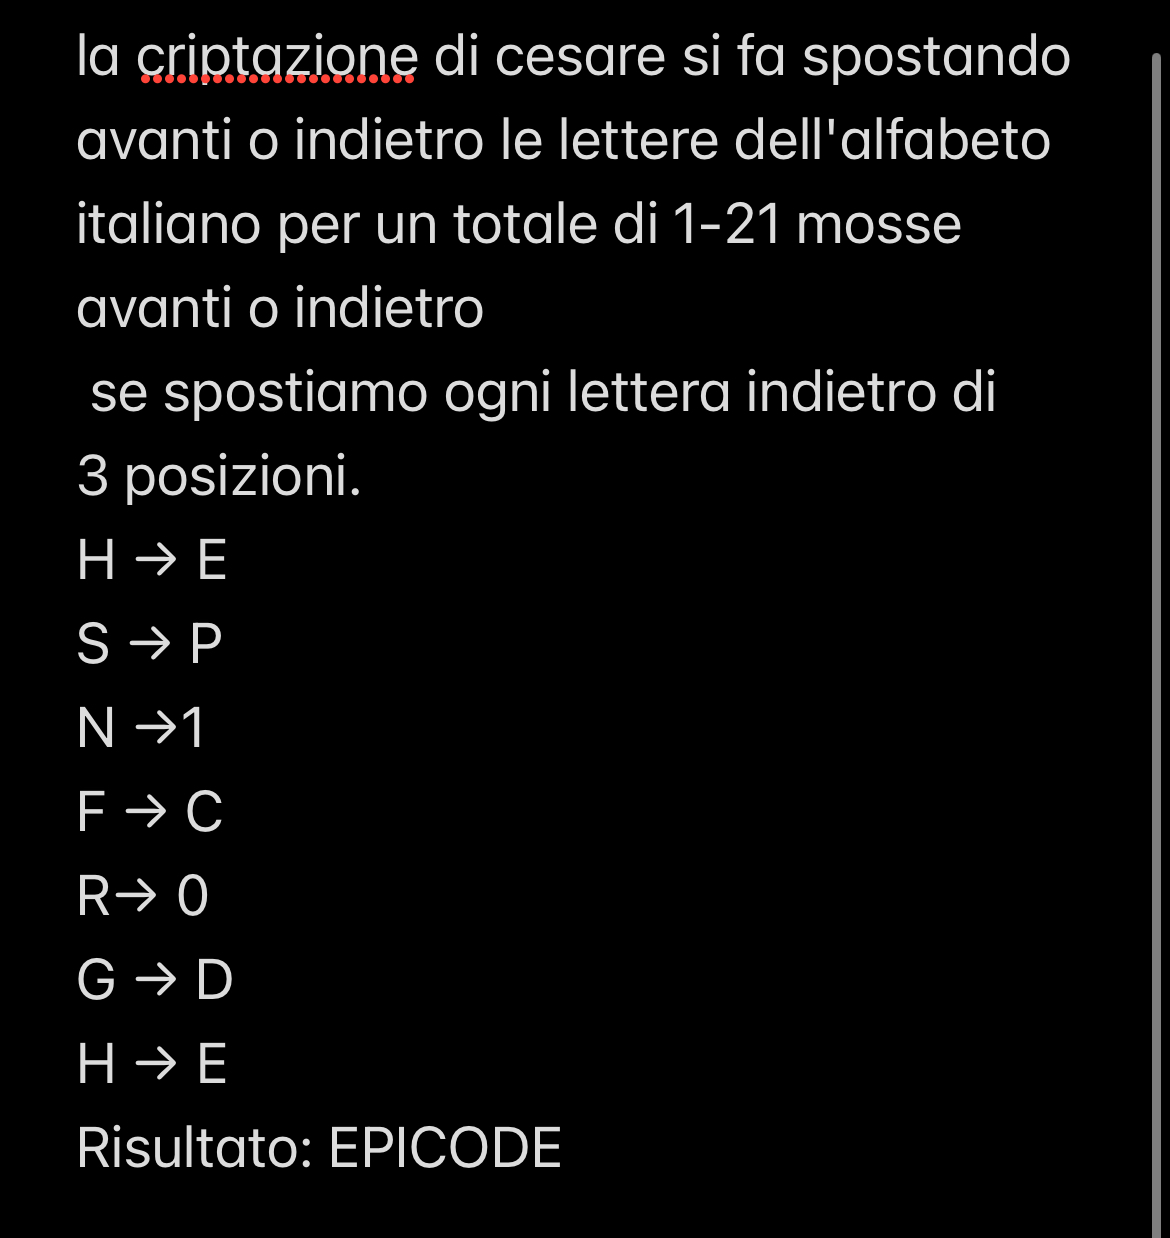 la criptazione di cesare si fa spostando
avanti o indietro le lettere dell'alfabeto
italiano per un totale di 1-21 mosse
avanti o indietro
se spostiamo ogni lettera indietro di
3 posizioni.
H → E
S → P
N →1
F → C
R→ 0
G → D
H → E
Risultato: EPICODE